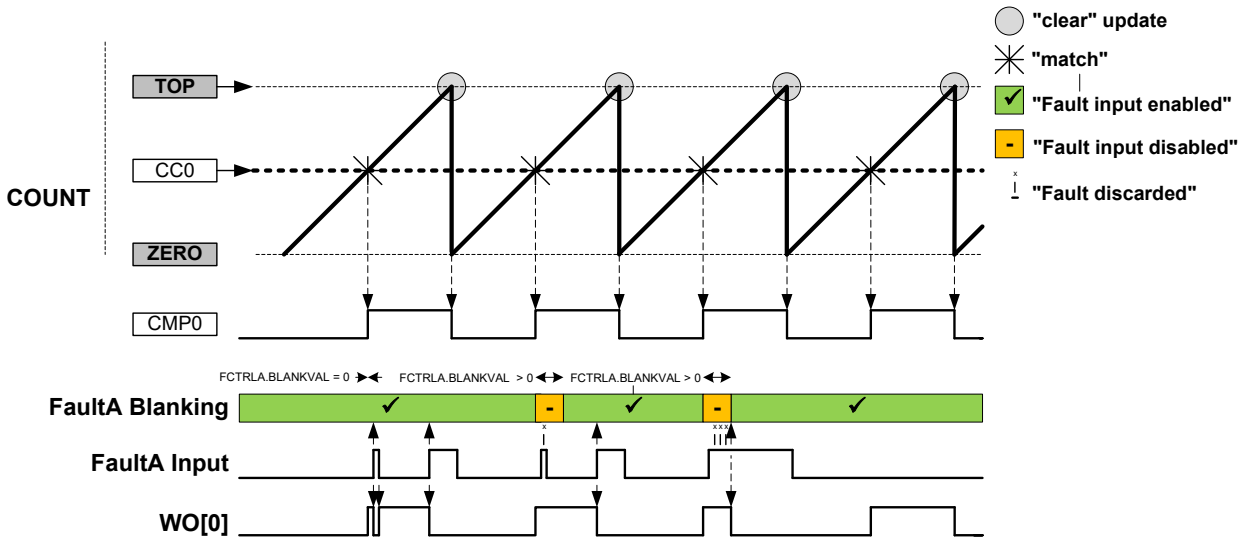 "clear" update
"match"
TOP
"Fault input enabled"
"Fault input disabled"
CC0
COUNT
"Fault discarded"
ZERO
CMP0
FCTRLA.BLANKVAL = 0
FCTRLA.BLANKVAL > 0
FCTRLA.BLANKVAL > 0
FaultA Blanking
- -
x x x x
FaultA Input
WO[0]